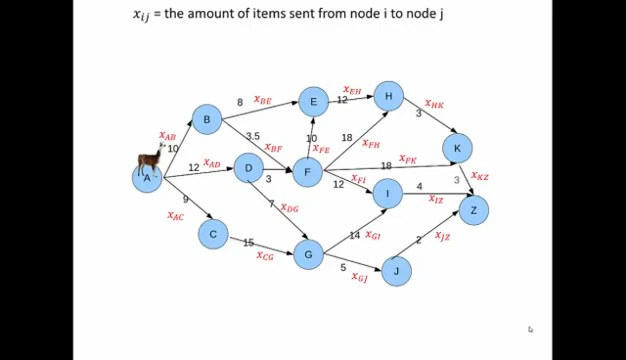 x_ij = the amount of items sent from node i to node j
x_EH
H
8
x_BE
E
12
x_HK
3
x_AB
B
10
3.5
10
18
x_FH
K
x_BF
x_FE
18
x_FK
12
x_AD
D
3
F
12
x_FI
3
x_KZ
A
I
4
x_IZ
9
7
x_DG
Z
x_AC
C
14
x_GI
2
x_JZ
15
x_CG
G
5
J
x_GJ